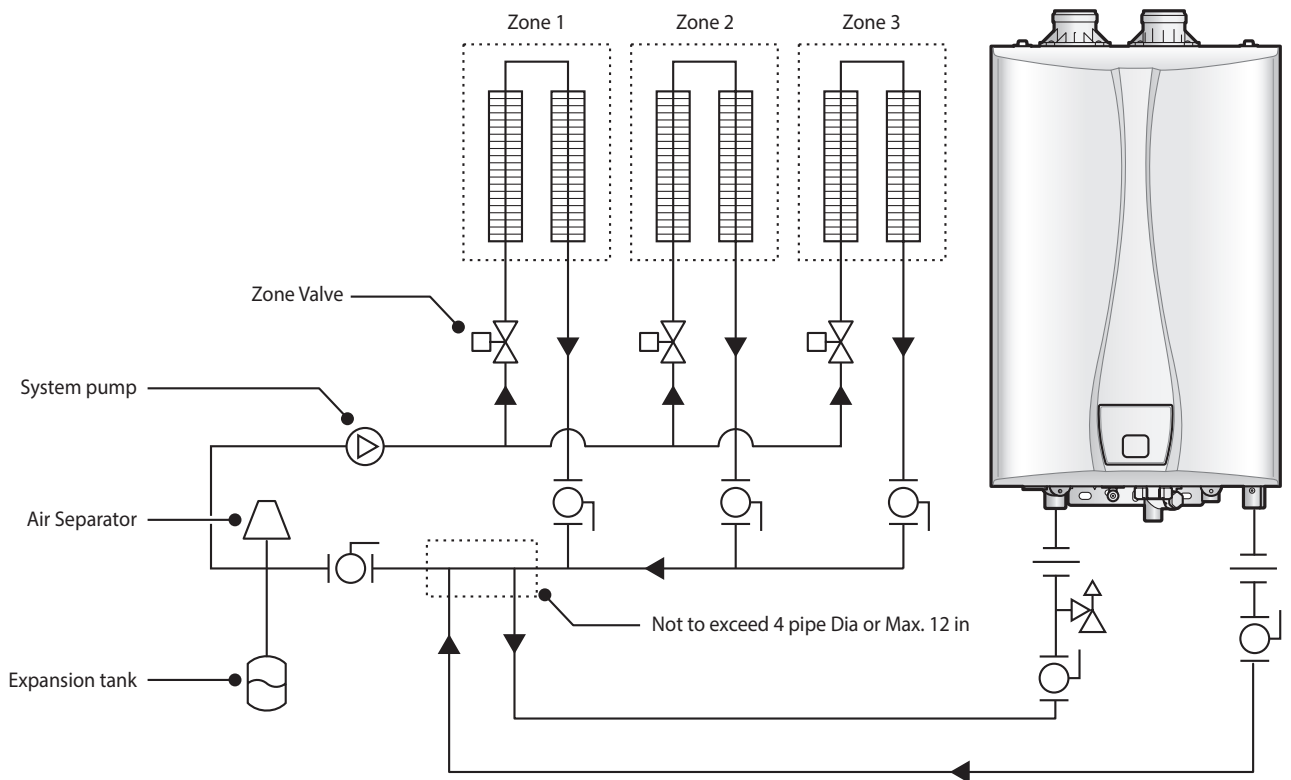 Zone 1
Zone 2
Zone 3
Zone Valve
System pump
Air Separator
Not to exceed 4 pipe Dia or Max. 12 in
Expansion tank